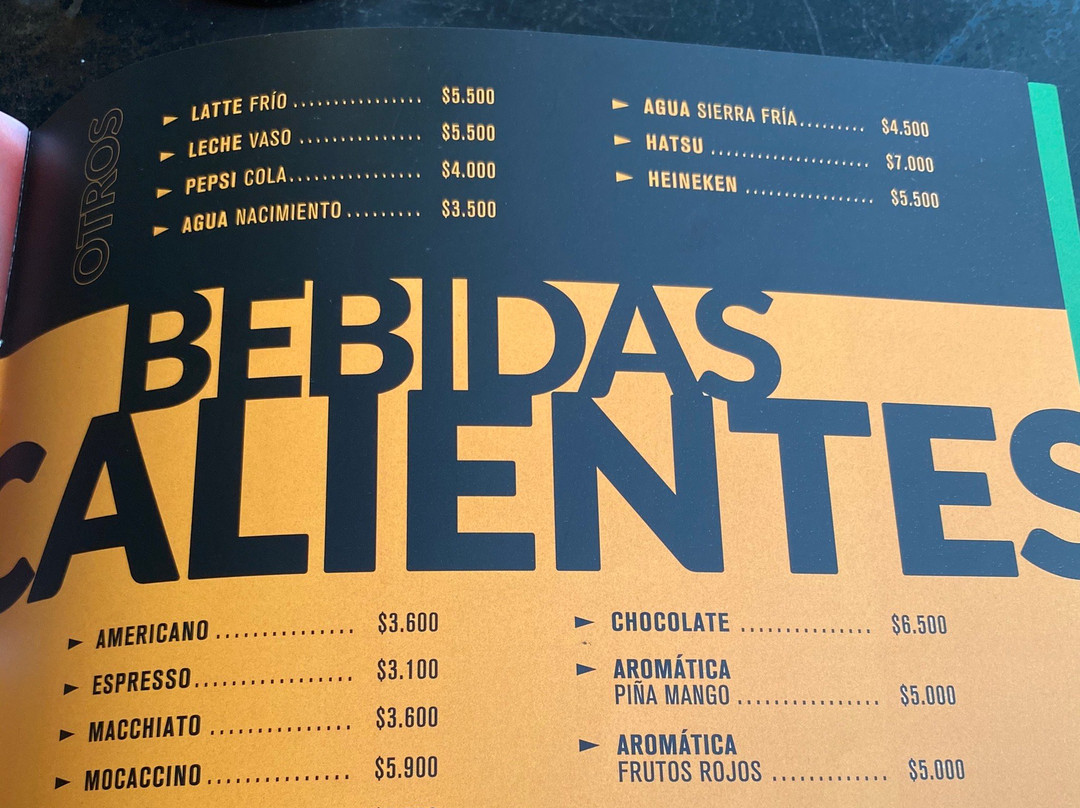 OTROS
LATTE FRÍO ................ $5.500
LECHE VASO ................ $5.500
PEPSI COLA................. $4.000
AGUA NACIMIENTO ......... $3.500
AGUA SIERRA FRÍA......... $4.500
HATSU ..................... $7.000
HEINEKEN ................. $5.500
BEBIDAS
CALIENTES
AMERICANO ............... $3.600
ESPRESSO................. $3.100
MACCHIATO ............... $3.600
MOCACCINO ............... $5.900
CHOCOLATE ............... $6.500
AROMÁTICA
PIÑA MANGO ................ $5.000
AROMÁTICA
FRUTOS ROJOS ............. $5.000